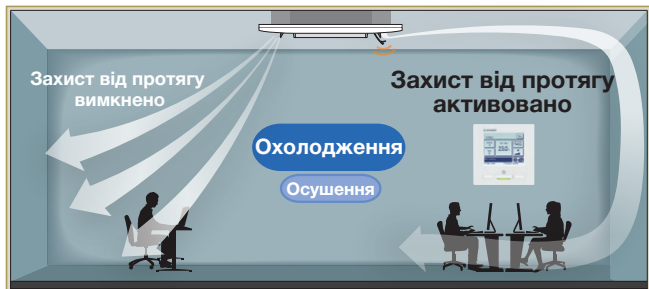 Захист від протягу
вимкнено
Захист від протягу
активовано
Охолодження
Осушення